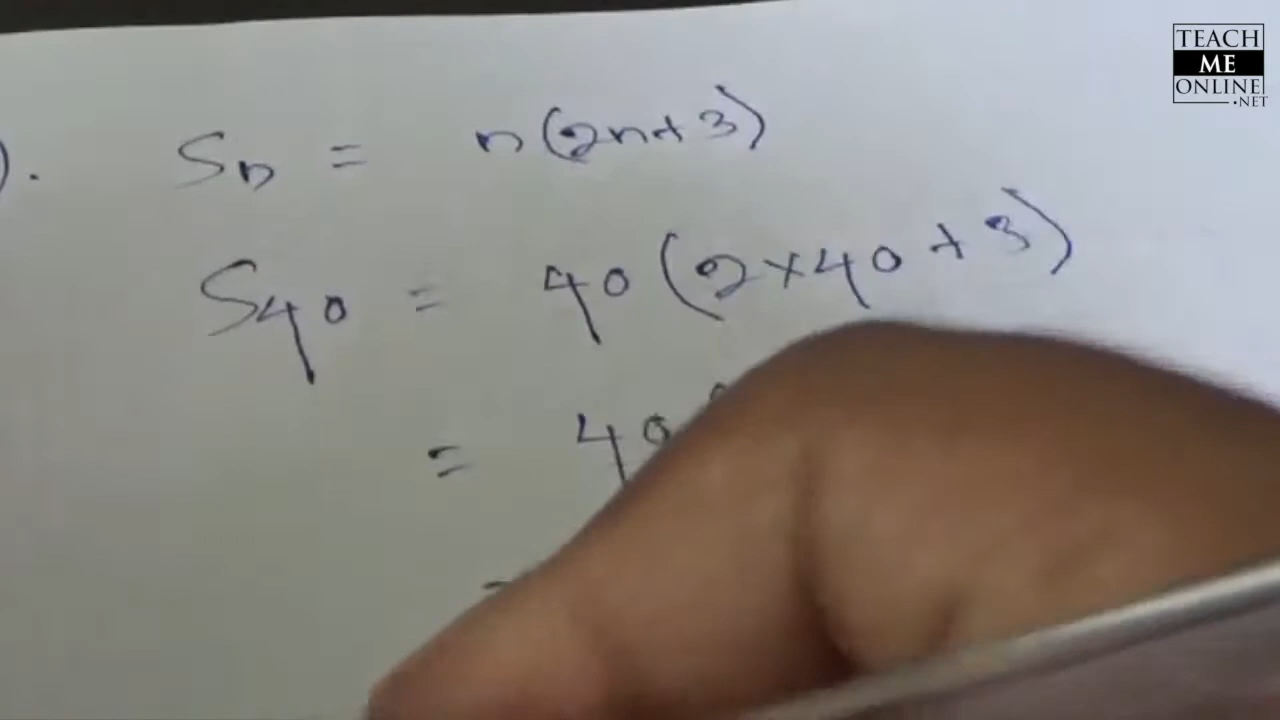 TEACH
ME
ONLINE
.NET
). Sn = n(2n+3)
S40 = 40(2×40+3)
= 40
=